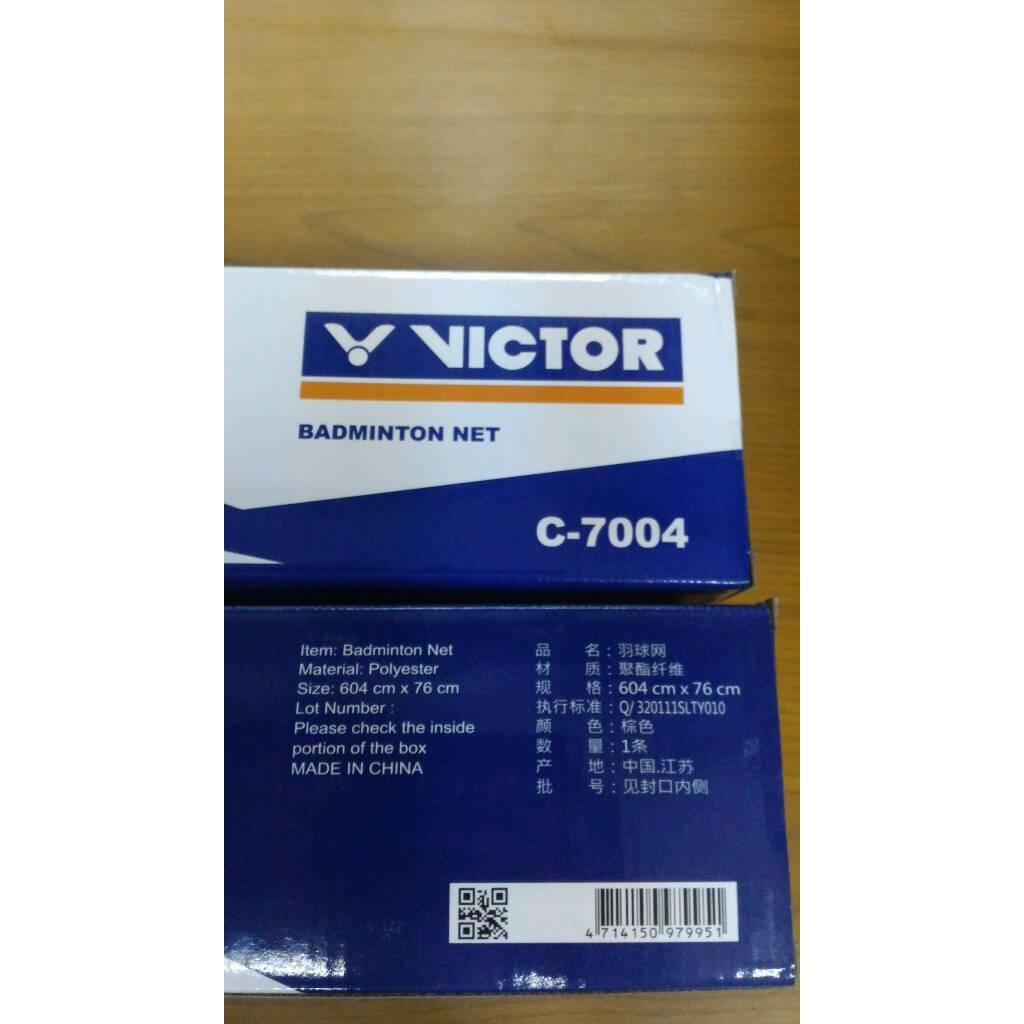 VICTOR
BADMINTON NET
C-7004
Item: Badminton Net
Material: Polyester
Size: 604 cm x 76 cm
Lot Number :
Please check the inside
portion of the box
MADE IN CHINA
品 名：羽球网
材 质：聚酯纤维
规 格：604 cm x 76 cm
执行标准：Q/ 320111SLTY010
颜 色：棕色
数 量：1条
产 地：中国.江苏
批 号：见封口内侧
4 714150 979951